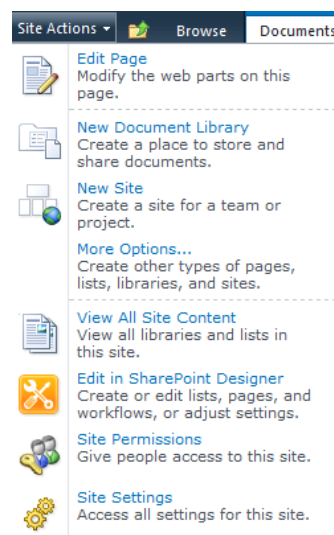 Site Actions Browse Documents
Edit Page
Modify the web parts on this
page.
New Document Library
Create a place to store and
share documents.
New Site
Create a site for a team or
project.
More Options...
Create other types of pages,
lists, libraries, and sites.
View All Site Content
View all libraries and lists in
this site.
Edit in SharePoint Designer
Create or edit lists, pages, and
workflows, or adjust settings.
Site Permissions
Give people access to this site.
Site Settings
Access all settings for this site.